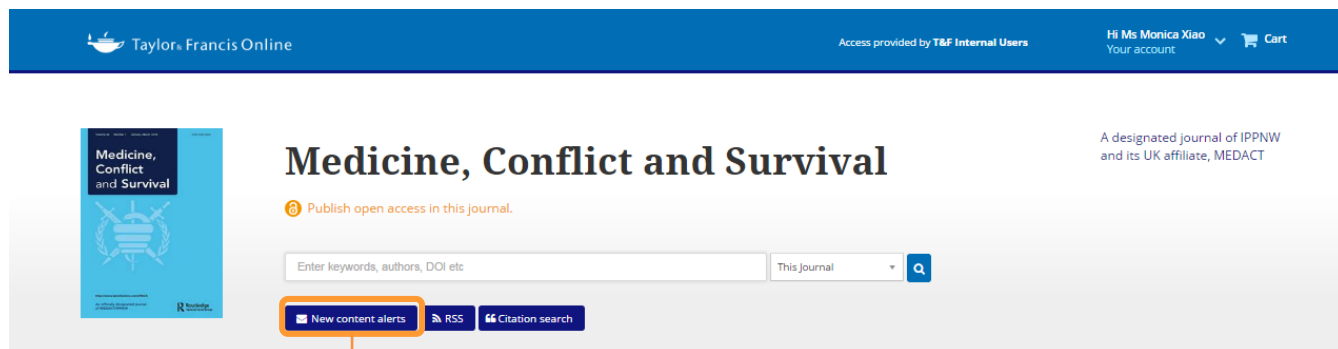 Taylor & Francis Online
Access provided by T&F Internal Users
Hi Ms Monica Xiao
Your account
Cart
Medicine,
Conflict
and Survival
Routledge
Medicine, Conflict and Survival
Publish open access in this journal.
A designated journal of IPPNW
and its UK affiliate, MEDACT
Enter keywords, authors, DOI etc
This Journal
New content alerts
RSS
Citation search